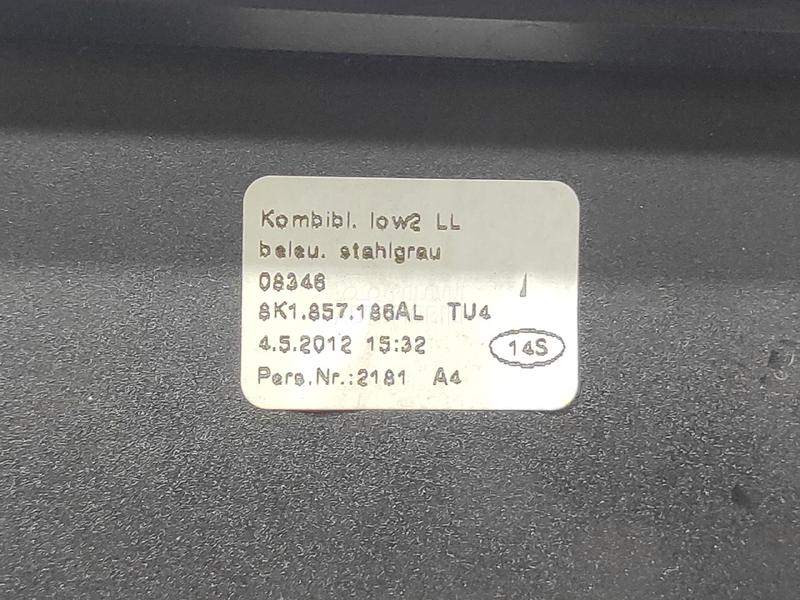 Kombibl. low2 LL
beleu. stahlgrau
08346
8K1.857.186AL TU4
4.5.2012 15:32 14S
Pers.Nr.:2181 A4